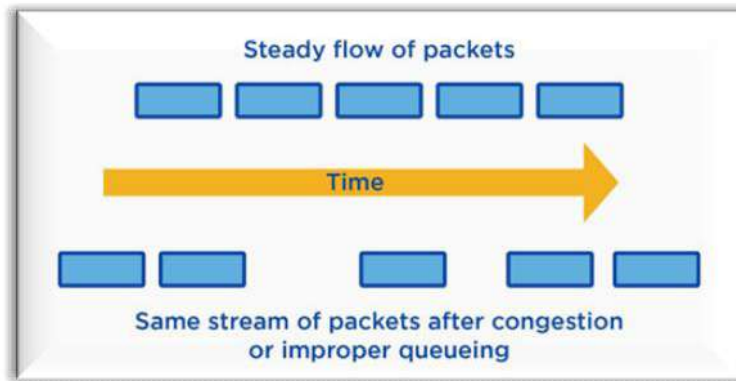 Steady flow of packets
Time
Same stream of packets after congestion
or improper queueing